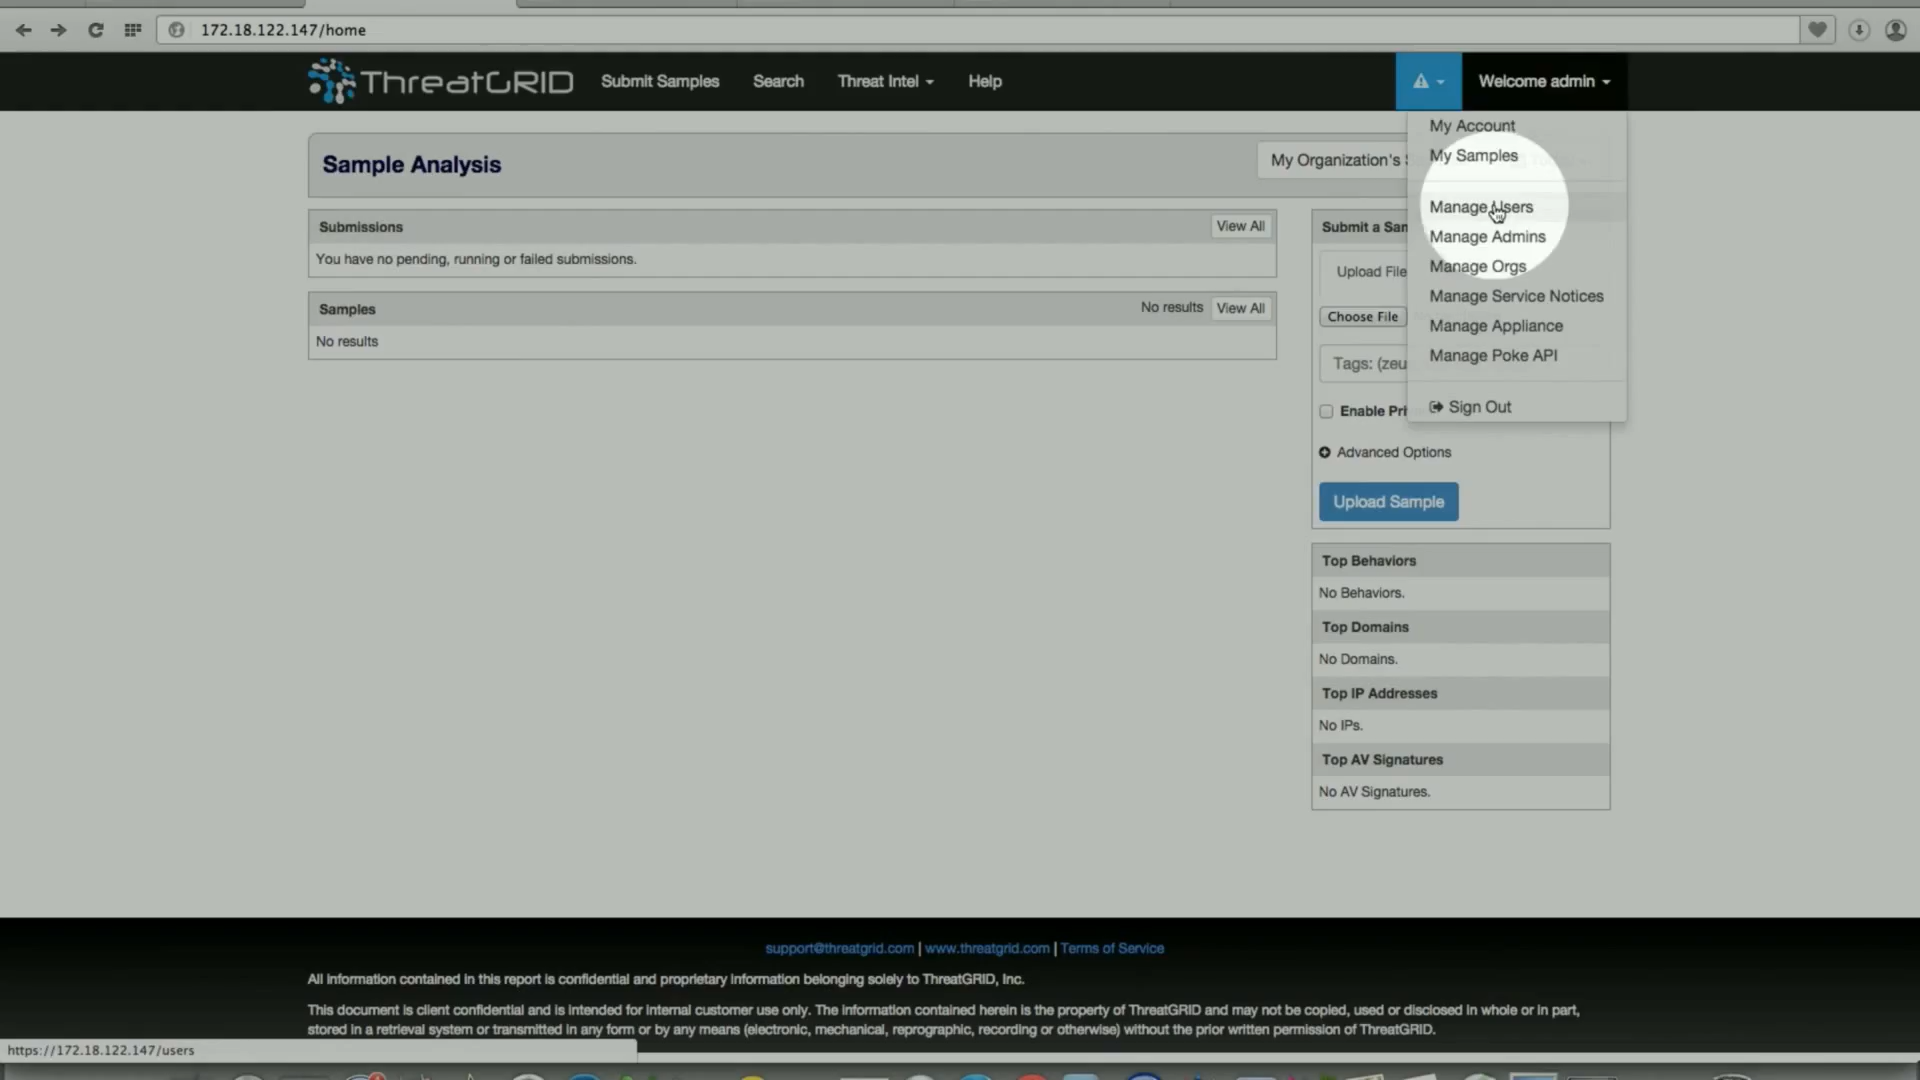 172.18.122.147/home
ThreatGRID Submit Samples Search Threat Intel Help Welcome admin
My Account
My Samples
Manage Users
Manage Admins
Manage Orgs
Manage Service Notices
Manage Appliance
Manage Poke API
Sign Out
Sample Analysis
My Organization's
Submissions View All
You have no pending, running or failed submissions.
Samples No results View All
No results
Submit a Sam
Upload File
Choose File
Tags: (zeu
Enable Pri
Advanced Options
Upload Sample
Top Behaviors
No Behaviors.
Top Domains
No Domains.
Top IP Addresses
No IPs.
Top AV Signatures
No AV Signatures.
support@threatgrid.com | www.threatgrid.com | Terms of Service
All information contained in this report is confidential and proprietary information belonging solely to ThreatGRID, Inc.
This document is client confidential and is intended for internal customer use only. The information contained herein is the property of ThreatGRID and may not be copied, used or disclosed in whole or in part,
stored in a retrieval system or transmitted in any form or by any means (electronic, mechanical, reprographic, recording or otherwise) without the prior written permission of ThreatGRID.
https://172.18.122.147/users